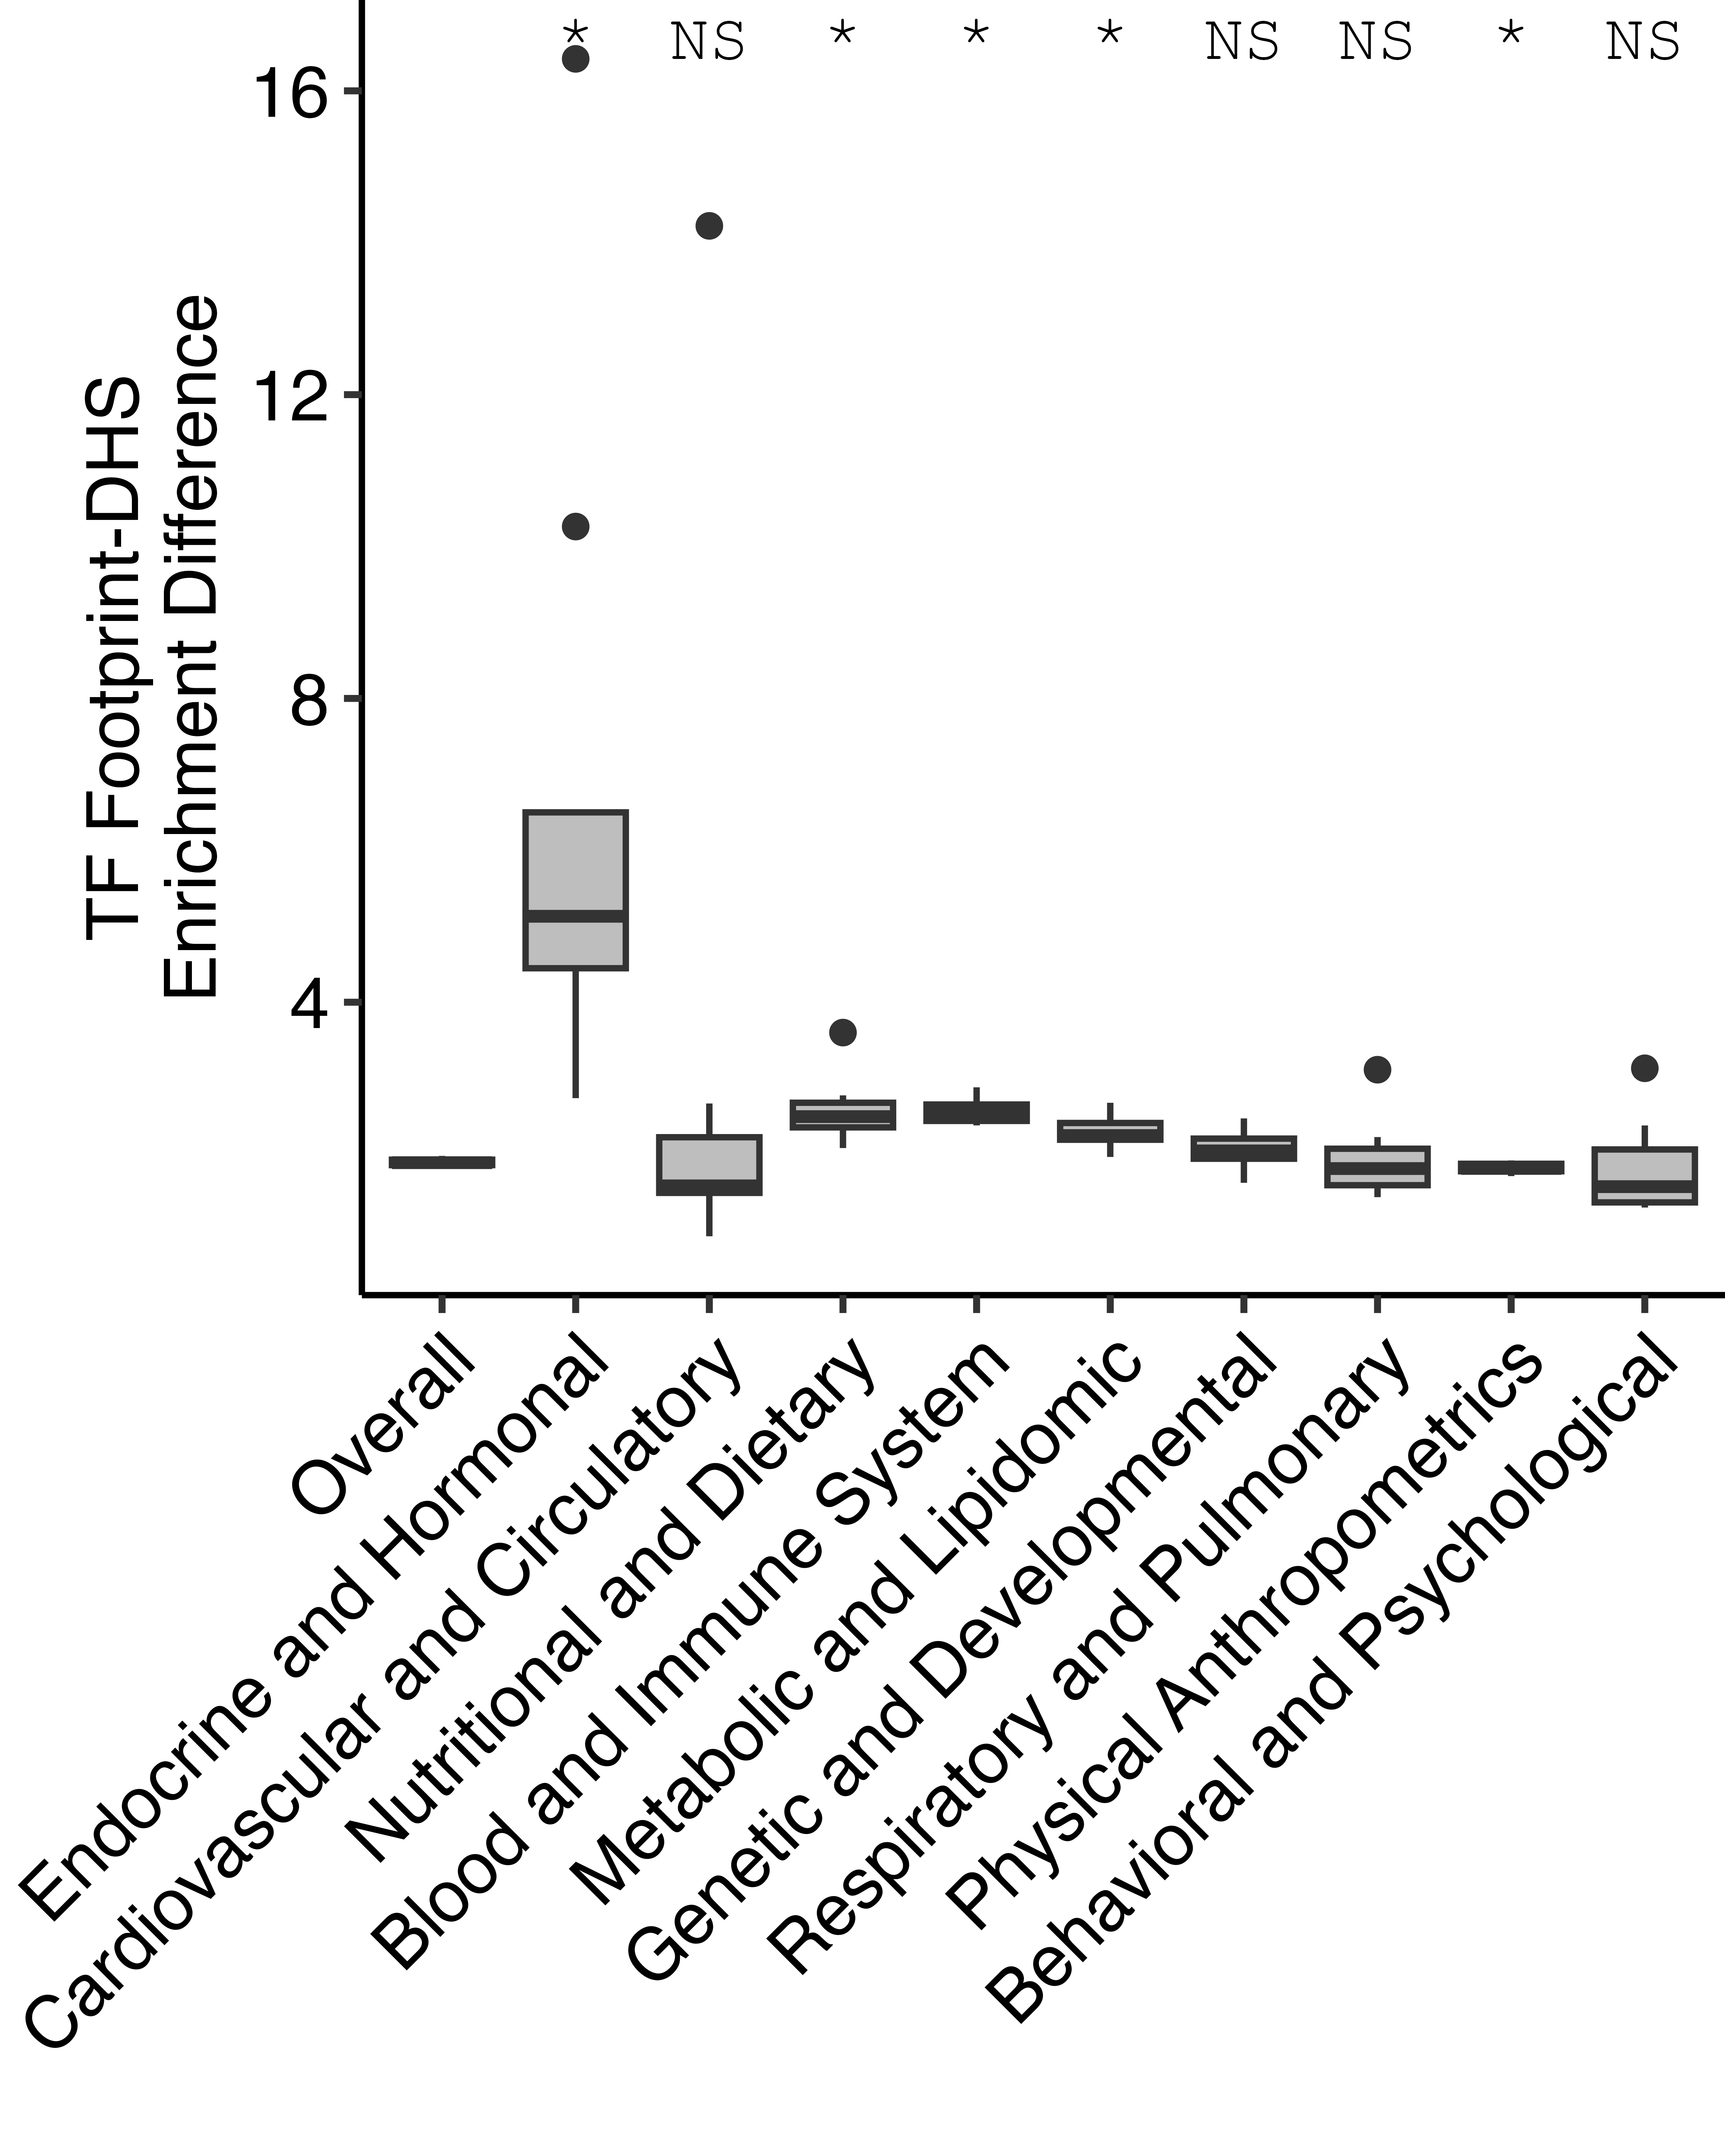 * NS * * * NS NS * NS
TF Footprint-DHS
Enrichment Difference
16
12
8
4
Overall
Endocrine and Hormonal
Cardiovascular and Circulatory
Nutritional and Dietary
Blood and Immune System
Metabolic and Lipidomic
Genetic and Developmental
Respiratory and Pulmonary
Physical Anthropometrics
Behavioral and Psychological